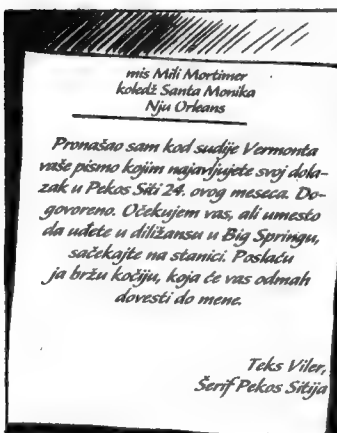 mis Mili Mortimer
koledž Santa Monika
Nju Orleans
Pronašao sam kod sudije Vermonta
vaše pismo kojim najavljujete svoj dola-
zak u Pekos Siti 24. ovog meseca. Do-
govoreno. Očekujem vas, ali umesto
da uđete u diližansu u Big Springu,
sačekajte na stanici. Poslaću
ja bržu kočiju, koja će vas odmah
dovesti do mene.
Teks Viler,
Šerif Pekos Sitija